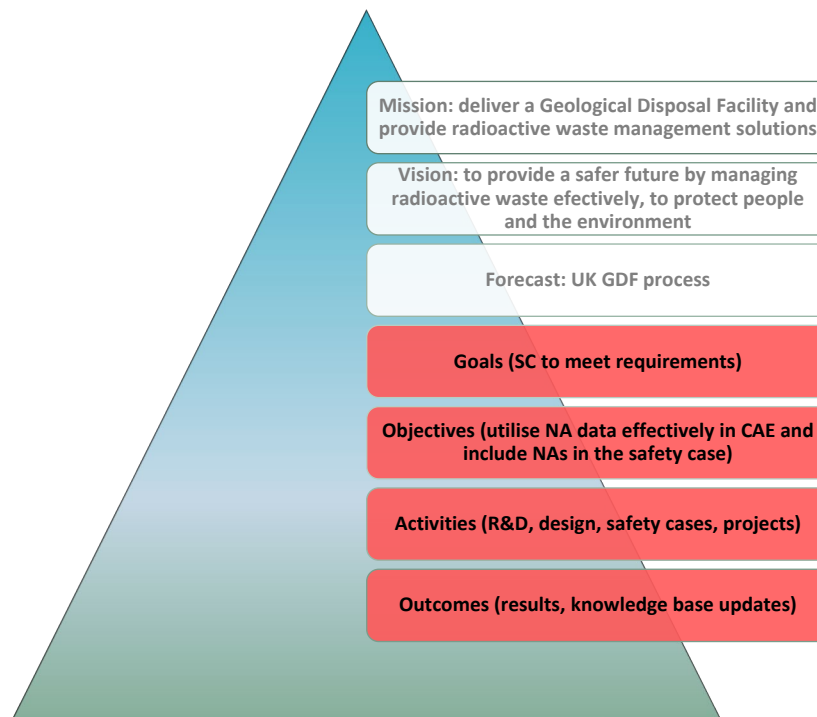 Mission: deliver a Geological Disposal Facility and
provide radioactive waste management solutions
Vision: to provide a safer future by managing
radioactive waste efectively, to protect people
and the environment
Forecast: UK GDF process
Goals (SC to meet requirements)
Objectives (utilise NA data effectively in CAE and
include NAs in the safety case)
Activities (R&D, design, safety cases, projects)
Outcomes (results, knowledge base updates)